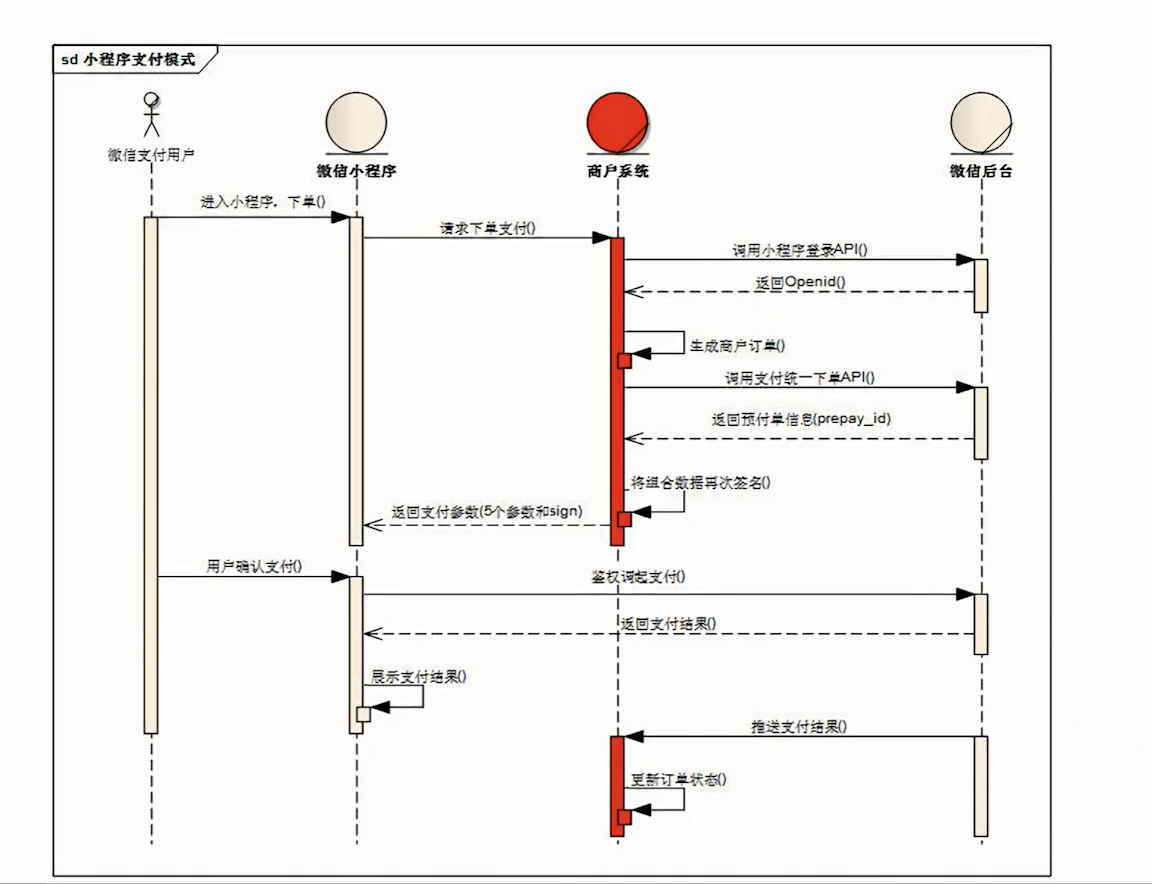 sd 小程序支付模式
微信支付用户
微信小程序
商户系统
微信后台
进入小程序，下单()
请求下单支付()
调用小程序登录API()
返回Openid()
生成商户订单()
调用支付统一下单API()
返回预付单信息(prepay_id)
将组合数据再次签名()
返回支付参数(5个参数和sign)
用户确认支付()
鉴权调起支付()
返回支付结果()
展示支付结果()
推送支付结果()
更新订单状态()